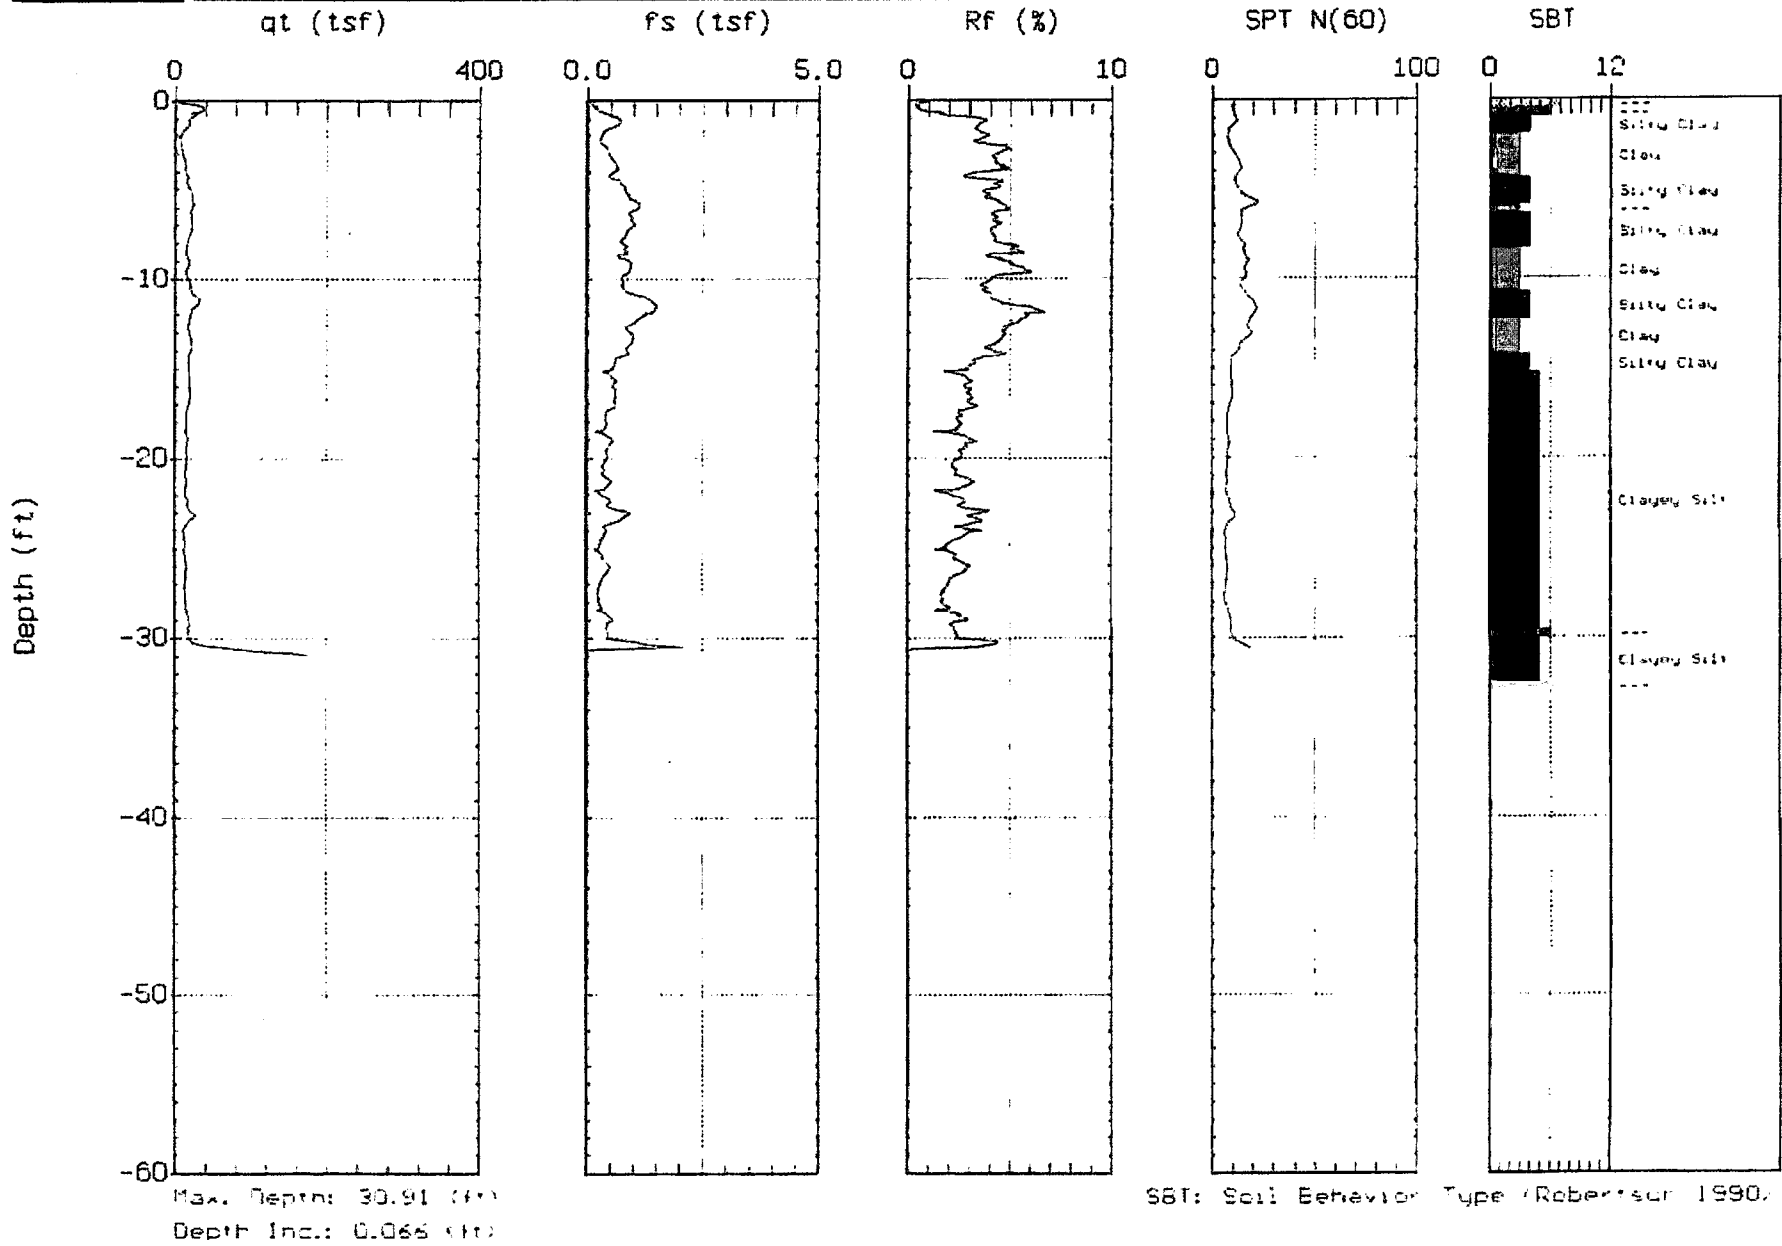 qt (tsf)
fs (tsf)
Rf (%)
SPT N(60)
SBT
0 400
0.0 5.0
0 10
0 100
0 12
0
-10
-20
-30
-40
-50
-60
Depth (ft)
---
---
Silty Clay
Clay
Silty Clay
---
Silty Clay
Clay
Silty Clay
Clay
Silty Clay
Clayey Silt
---
Clayey Silt
---
Max. Depth: 30.91 (ft)
Depth Inc.: 0.066 (ft)
SBT: Soil Behavior Type (Robertson 1990)